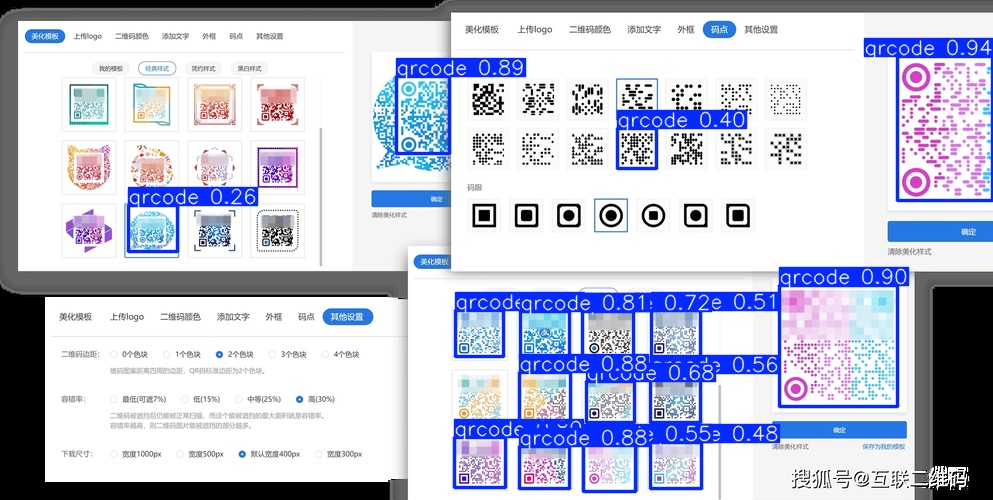 美化模板 上传logo 二维码颜色 添加文字 外框 码点 其他设置
我的模板 经典样式 简约样式 黑白样式
qrcode 0.89
qrcode 0.26
确定
清除美化样式
美化模板 上传logo 二维码颜色 添加文字 外框 码点 其他设置
qrcode 0.94
qrcode 0.40
码眼
确定
清除美化样式
美化模板 上传logo 二维码颜色 添加文字 外框 码点 其他设置
二维码边距: 0个色块 1个色块 2个色块 3个色块 4个色块
维码图案距离四周的边距，QR码标准边距为2个色块。
容错率: 最低(可遮7%) 低(15%) 中等(25%) 高(30%)
二维码被遮挡后仍能被正常扫描，而这个能被遮挡的最大面积就是容错率。
容错率越高，则二维码图片能被遮挡的部分越多。
下载尺寸: 宽度1000px 宽度500px 默认宽度400px 宽度300px
美化模板
qrcode 0.90
qrcode 0.81 0.72 0.51
qrcode 0.88 0.68 0.56
qrcode 0.88 0.55 0.48
确定
清除美化样式 保存为我的模板
搜狐号@互联二维码